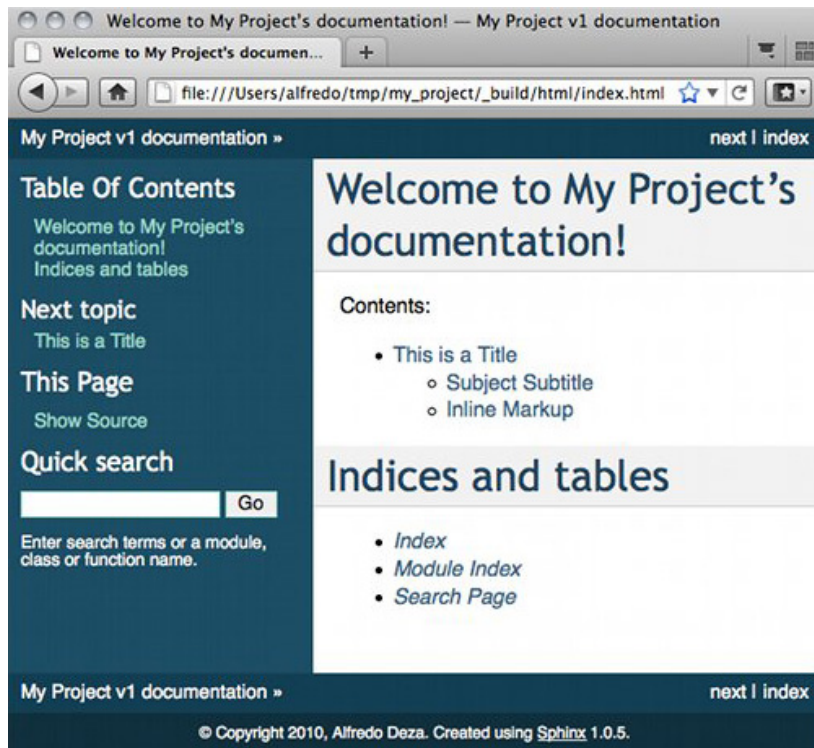 Welcome to My Project's documentation! — My Project v1 documentation
Welcome to My Project's documen...
file:///Users/alfredo/tmp/my_project/_build/html/index.html
My Project v1 documentation »
next | index
Table Of Contents
Welcome to My Project's
documentation!
Indices and tables
Next topic
This is a Title
This Page
Show Source
Quick search
Go
Enter search terms or a module,
class or function name.
Welcome to My Project’s
documentation!
Contents:
• This is a Title
◦ Subject Subtitle
◦ Inline Markup
Indices and tables
• Index
• Module Index
• Search Page
My Project v1 documentation »
next | index
© Copyright 2010, Alfredo Deza. Created using Sphinx 1.0.5.